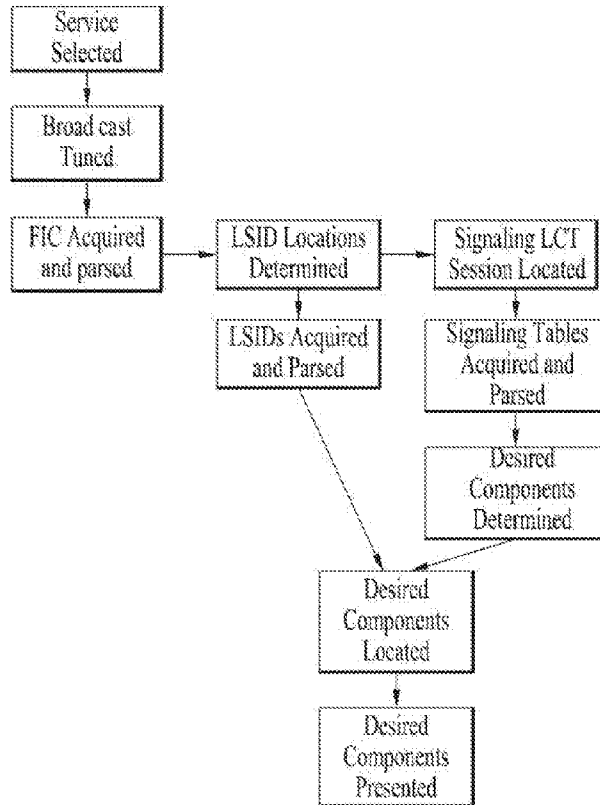 Service
Selected
Broad cast
Tuned
FIC Acquired
and parsed
LSID Locations
Determined
Signaling LCT
Session Located
LSIDs Acquired
and Parsed
Signaling Tables
Acquired and
Parsed
Desired
Components
Determined
Desired
Components
Located
Desired
Components
Presented